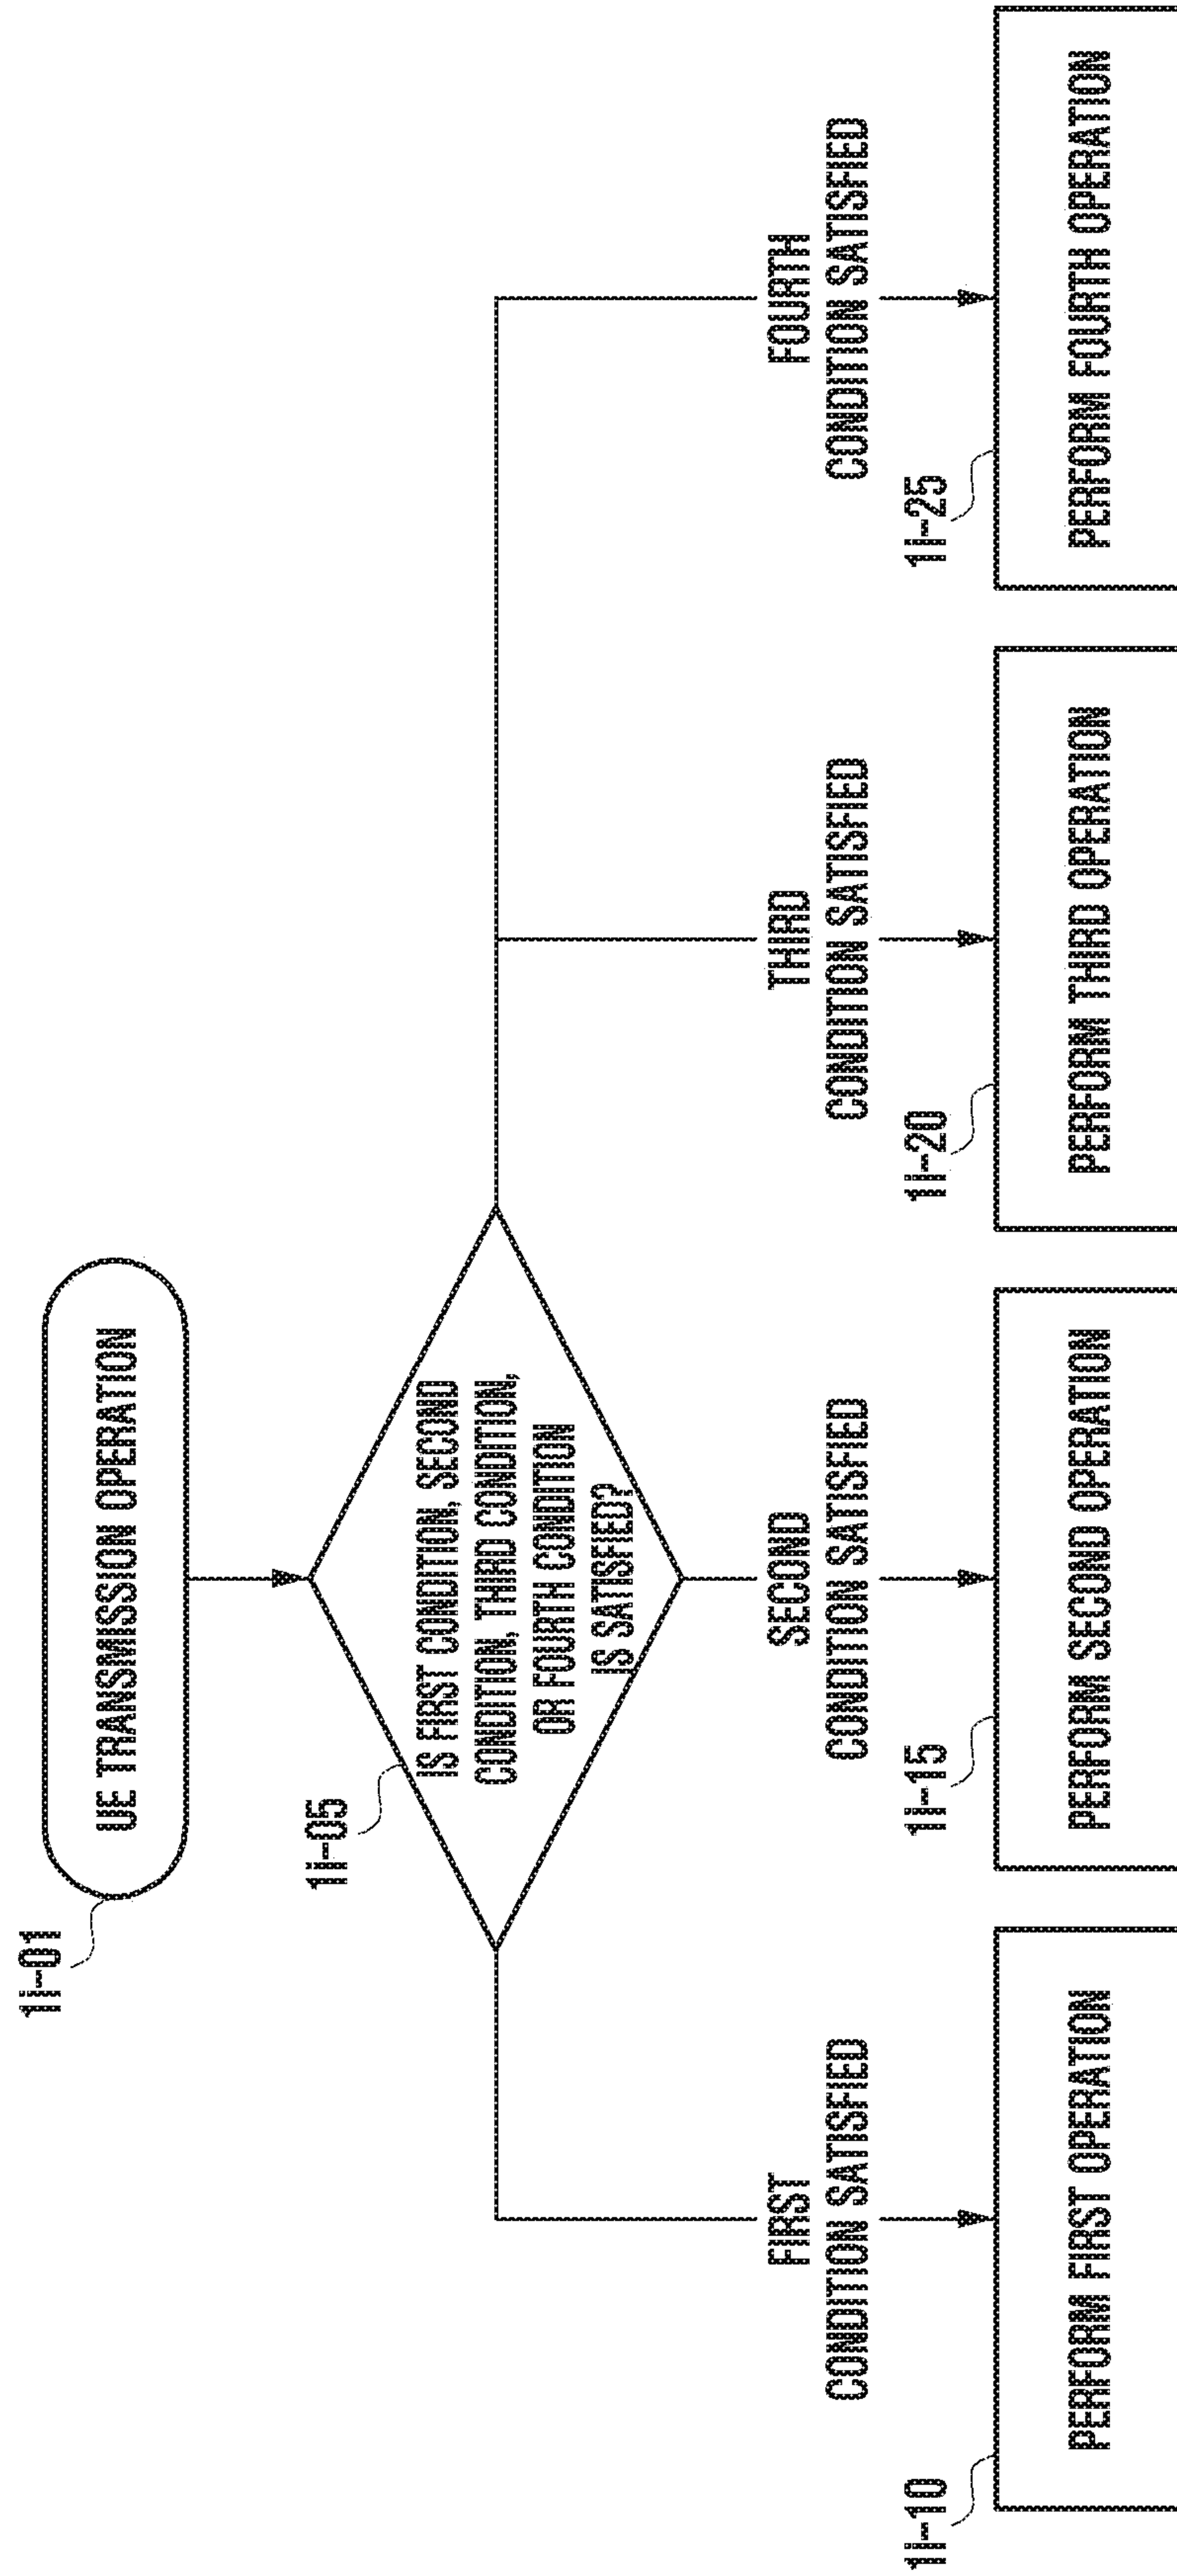 1i-01
UE TRANSMISSION OPERATION
1i-05
IS FIRST CONDITION, SECOND
CONDITION, THIRD CONDITION,
OR FOURTH CONDITION
IS SATISFIED?
FIRST
CONDITION SATISFIED
SECOND
CONDITION SATISFIED
THIRD
CONDITION SATISFIED
FOURTH
CONDITION SATISFIED
1i-10
PERFORM FIRST OPERATION
1i-15
PERFORM SECOND OPERATION
1i-20
PERFORM THIRD OPERATION
1i-25
PERFORM FOURTH OPERATION